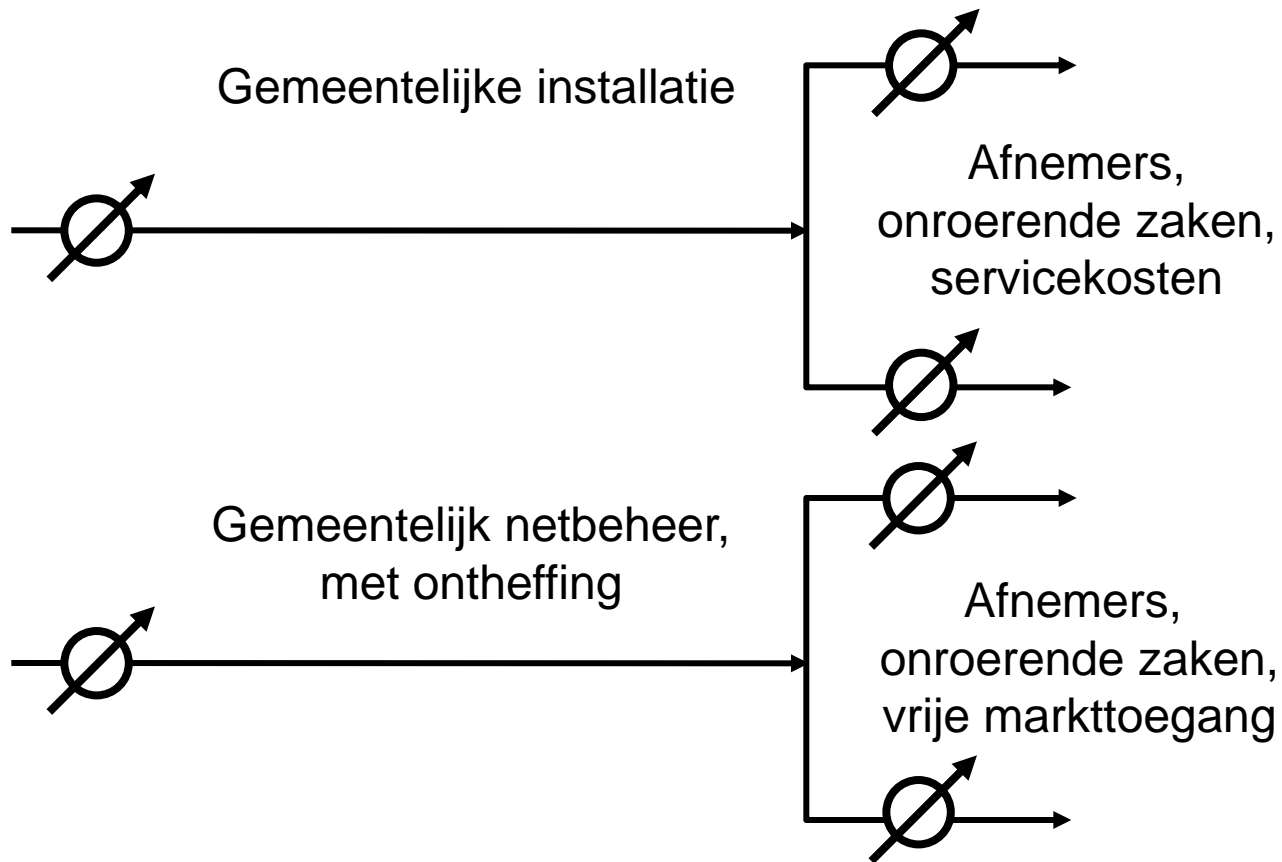 Gemeentelijke installatie
Afnemers,
onroerende zaken,
servicekosten
Gemeentelijk netbeheer,
met ontheffing
Afnemers,
onroerende zaken,
vrije markttoegang